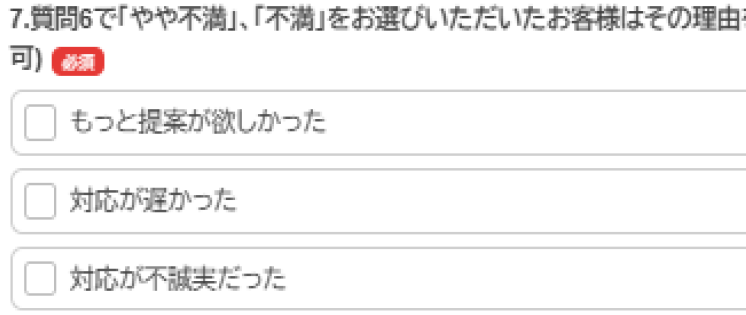 7.質問6で「やや不満」、「不満」をお選びいただいたお客様はその理由
可) 必須
もっと提案が欲しかった
対応が遅かった
対応が不誠実だった